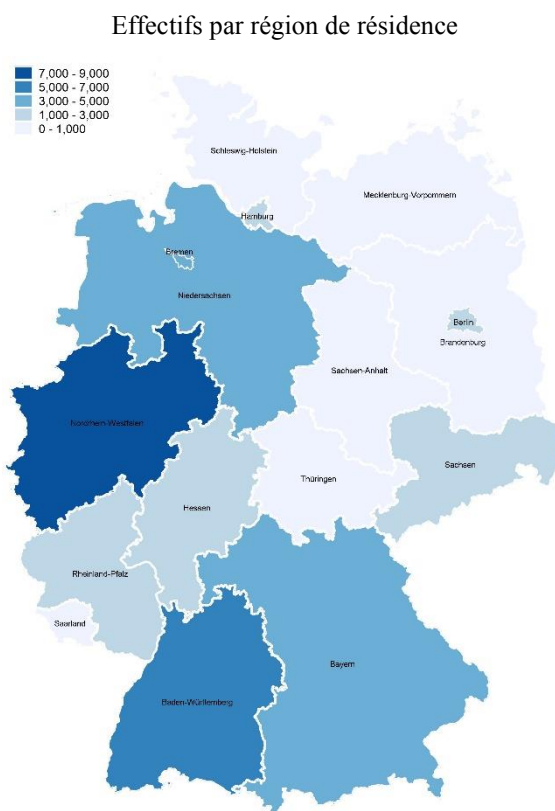 Effectifs par région de résidence
7,000 - 9,000
5,000 - 7,000
3,000 - 5,000
1,000 - 3,000
0 - 1,000
Schleswig-Holstein
Mecklenburg-Vorpommern
Hamburg
Bremen
Niedersachsen
Berlin
Brandenburg
Sachsen-Anhalt
Nordrhein-Westfalen
Sachsen
Thüringen
Hessen
Rheinland-Pfalz
Saarland
Bayern
Baden-Württemberg